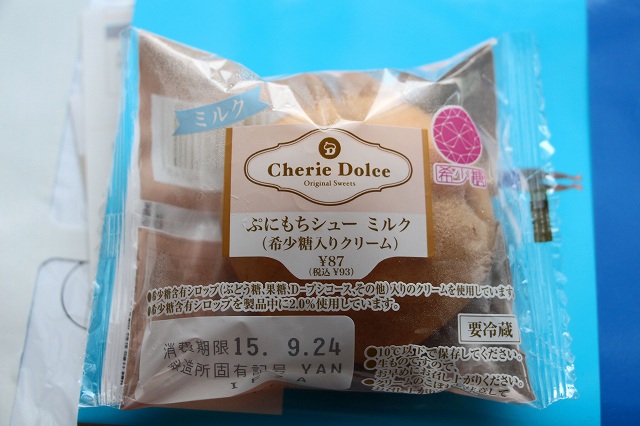 ミルク
Cherie Dolce
Original Sweets
希少糖
ぷにもちシュー ミルク
(希少糖入りクリーム)
¥87
(税込 ¥93)
●希少糖含有シロップ(ぶどう糖、果糖、D-プシコース、その他)入りのクリームを使用しています。
●希少糖含有シロップを製品中に2.0%使用しています。
要冷蔵
消費期限 15. 9.24
製造所固有記号 YAN
●10℃以下で保存してください。